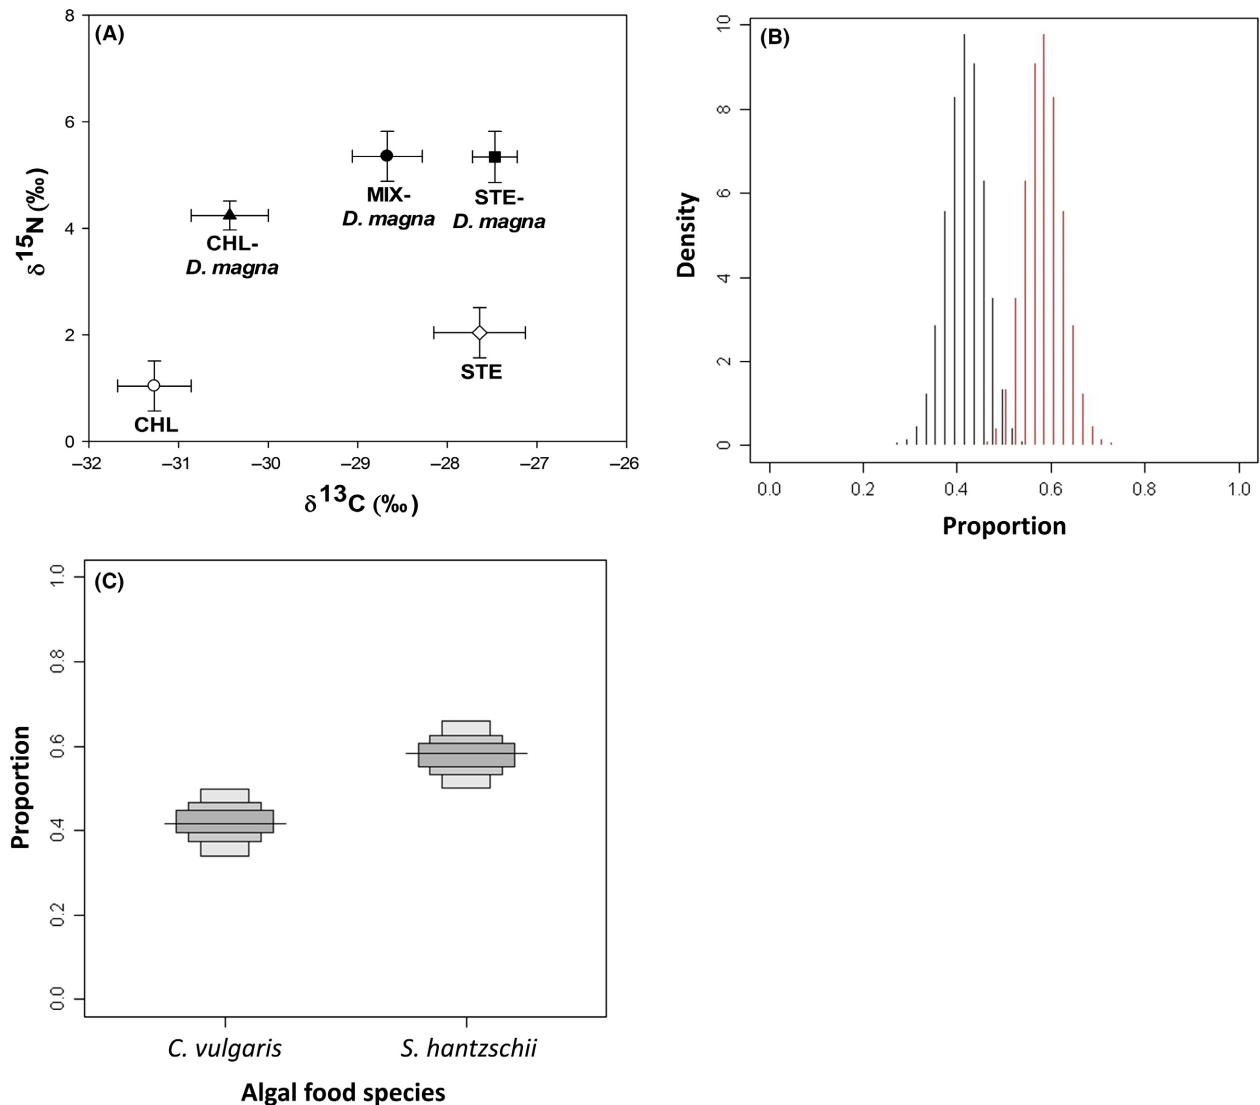 (A)
8
6
4
2
0
δ15N (‰)
MIX-
D. magna
STE-
D. magna
CHL-
D. magna
STE
CHL
–32 –31 –30 –29 –28 –27 –26
δ13C (‰)
(B)
10
8
6
4
2
0
Density
0.0 0.2 0.4 0.6 0.8 1.0
Proportion
(C)
1.0
0.8
0.6
0.4
0.2
0.0
Proportion
C. vulgaris S. hantzschii
Algal food species